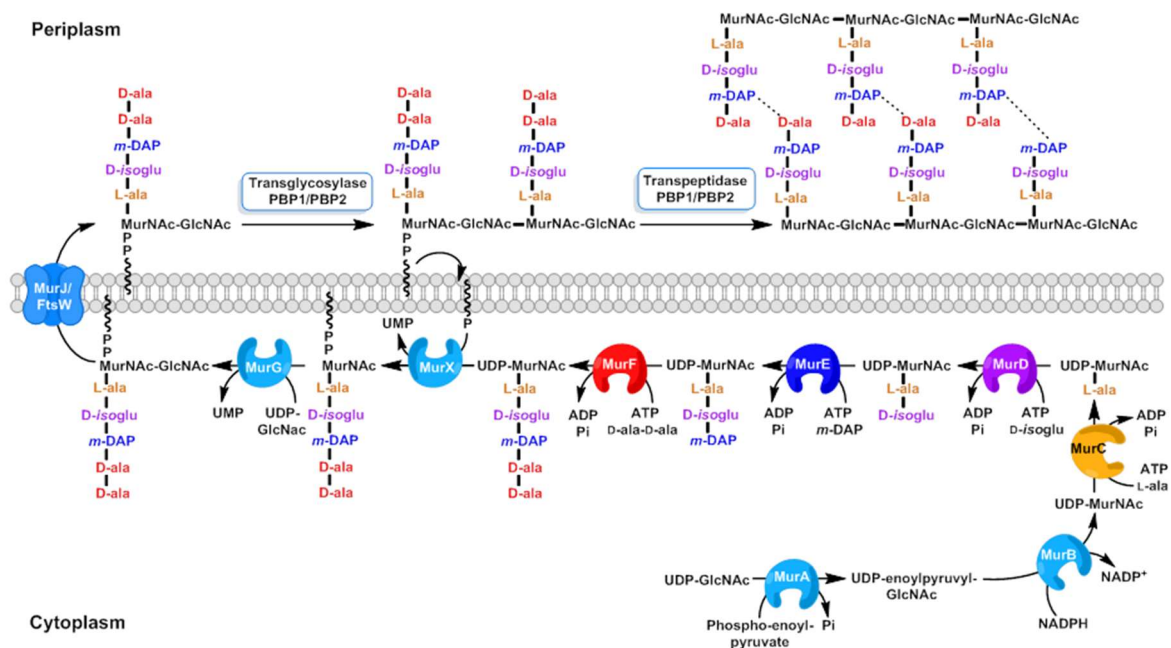 Periplasm
MurNAc-GlcNAc MurNAc-GlcNAc MurNAc-GlcNAc
L-ala L-ala L-ala
D-isoglu D-isoglu D-isoglu
m-DAP m-DAP m-DAP
D-ala D-ala D-ala
D-ala D-ala
m-DAP m-DAP m-DAP
D-isoglu D-isoglu D-isoglu
L-ala L-ala L-ala
MurNAc-GlcNAc MurNAc-GlcNAc MurNAc-GlcNAc
D-ala
D-ala
m-DAP
D-isoglu
L-ala
MurNAc-GlcNAc
P
P
Transglycosylase
PBP1/PBP2
D-ala D-ala
D-ala D-ala
m-DAP m-DAP
D-isoglu D-isoglu
L-ala L-ala
MurNAc-GlcNAc MurNAc-GlcNAc
P
P
Transpeptidase
PBP1/PBP2
MurJ/
FtsW
P
P
MurNAc-GlcNAc
L-ala
D-isoglu
m-DAP
D-ala
D-ala
MurG
UMP
UDP-
GlcNac
P
P
MurNAc
L-ala
D-isoglu
m-DAP
D-ala
D-ala
UMP
P
MurX
UDP-MurNAc
L-ala
D-isoglu
m-DAP
D-ala
D-ala
MurF
ADP
Pi
ATP
D-ala-D-ala
UDP-MurNAc
L-ala
D-isoglu
m-DAP
MurE
ADP
Pi
ATP
m-DAP
UDP-MurNAc
L-ala
D-isoglu
MurD
ADP
Pi
ATP
D-isoglu
UDP-MurNAc
L-ala
MurC
ADP
Pi
ATP
L-ala
UDP-MurNAc
MurB
NADP+
NADPH
UDP-GlcNAc
MurA
UDP-enoylpyruvyl-
GlcNAc
Phospho-enoyl-
pyruvate
Pi
Cytoplasm